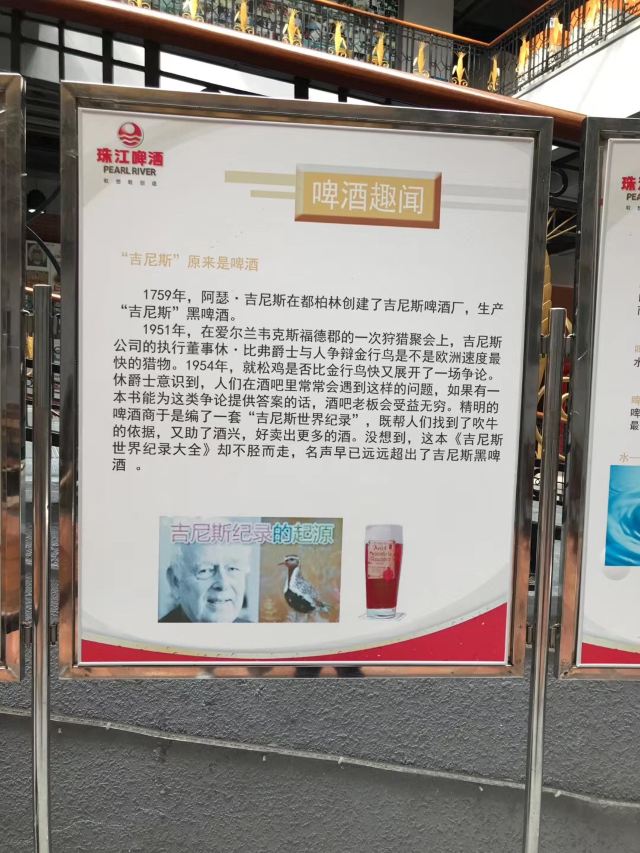 珠江啤酒
PEARL RIVER
啤酒趣闻
“吉尼斯”原来是啤酒
1759年，阿瑟·吉尼斯在都柏林创建了吉尼斯啤酒厂，生产
“吉尼斯”黑啤酒。
1951年，在爱尔兰韦克斯福德郡的一次狩猎聚会上，吉尼斯
公司的执行董事休·比弗爵士与人争辩金行鸟是不是欧洲速度最
快的猎物。1954年，就松鸡是否比金行鸟快又展开了一场争论。
休爵士意识到，人们在酒吧里常常会遇到这样的问题，如果有一
本书能为这类争论提供答案的话，酒吧老板会受益无穷。精明的
啤酒商于是编了一套“吉尼斯世界纪录”，既帮人们找到了吹牛
的依据，又助了酒兴，好卖出更多的酒。没想到，这本《吉尼斯
世界纪录大全》却不胫而走，名声早已远远超出了吉尼斯黑啤
酒 。
吉尼斯纪录的起源
珠
PEA
水一